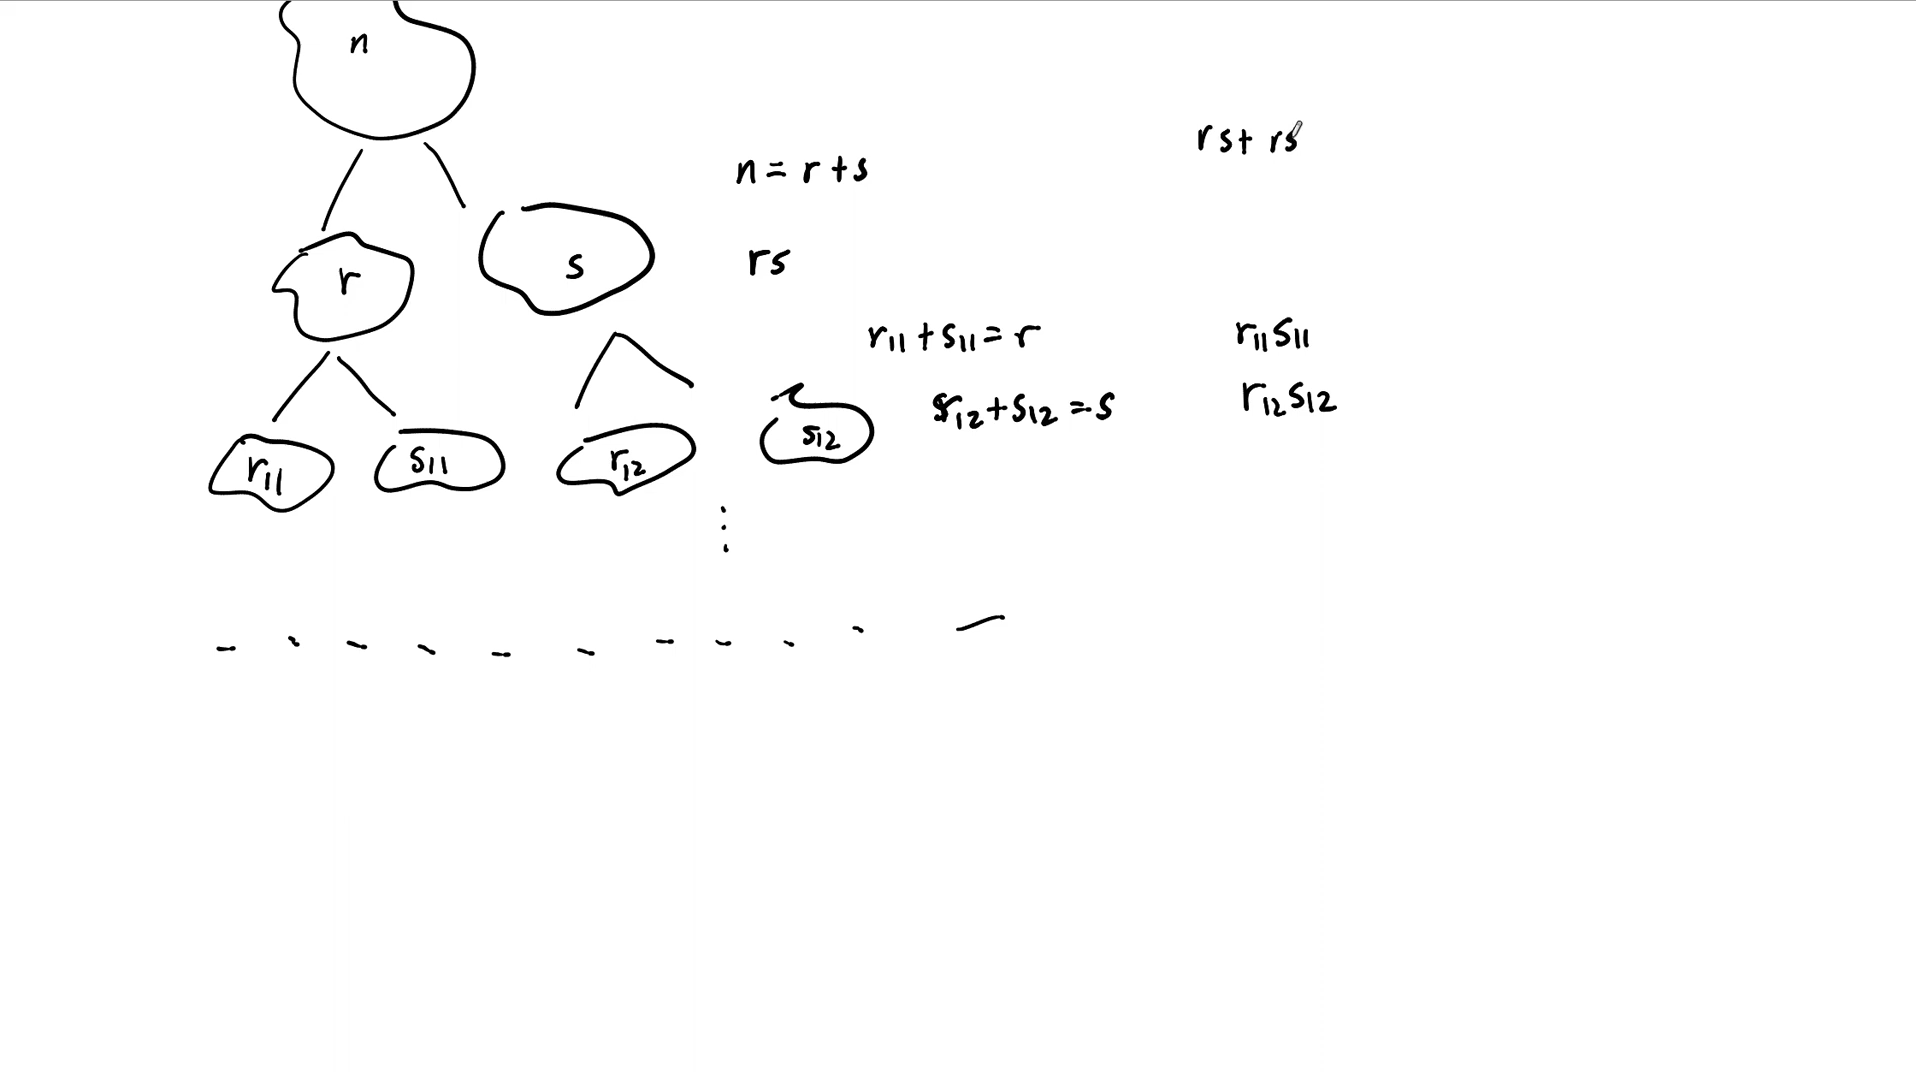 n
rs + rs
n = r + s
r
s
rs
r₁₁ + s₁₁ = r
r₁₁s₁₁
r₁₂ + s₁₂ = s
r₁₂s₁₂
r₁₁
s₁₁
r₁₂
s₁₂